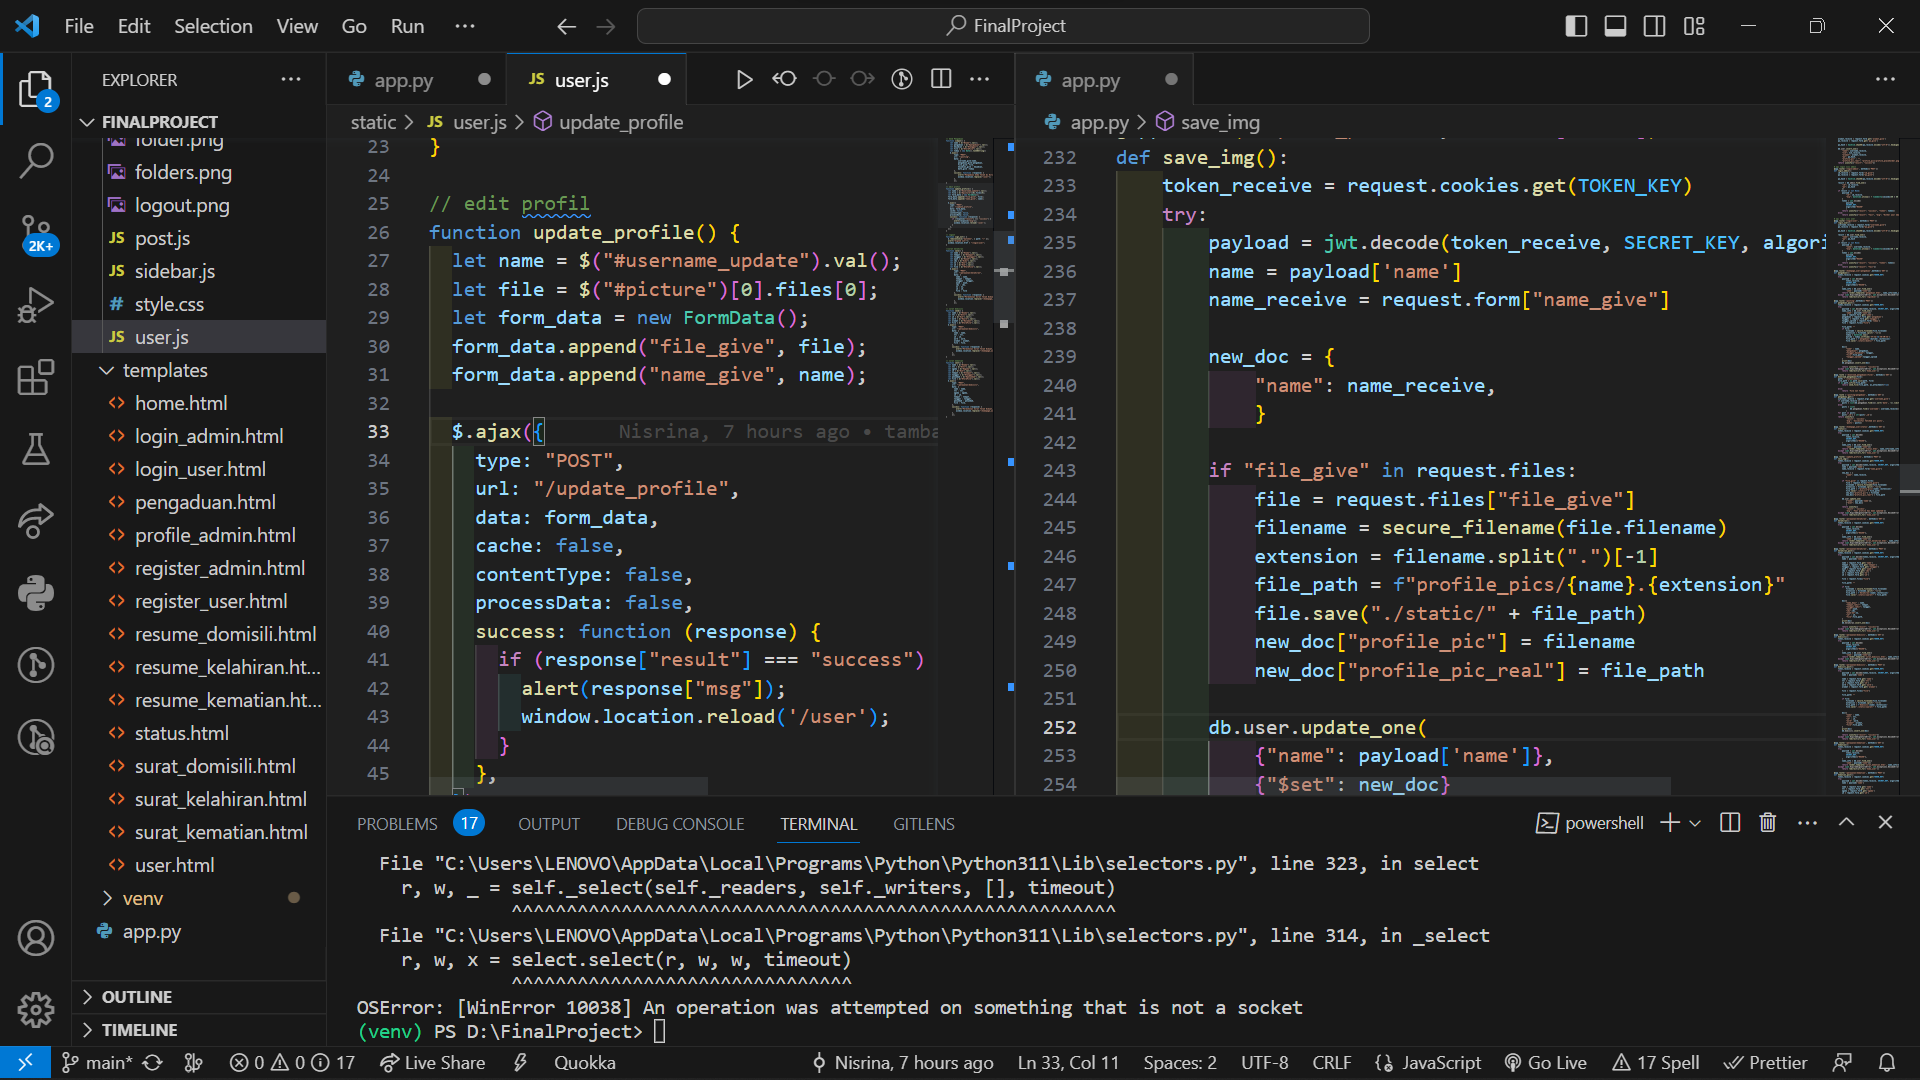 File Edit Selection View Go Run ··· FinalProject
EXPLORER ···
FINALPROJECT
folder.png
folders.png
logout.png
JS post.js
JS sidebar.js
# style.css
JS user.js
templates
<> home.html
<> login_admin.html
<> login_user.html
<> pengaduan.html
<> profile_admin.html
<> register_admin.html
<> register_user.html
<> resume_domisili.html
<> resume_kelahiran.ht...
<> resume_kematian.ht...
<> status.html
<> surat_domisili.html
<> surat_kelahiran.html
<> surat_kematian.html
<> user.html
venv
app.py
OUTLINE
TIMELINE
2
2K+
app.py
JS user.js
static > JS user.js > update_profile
23 }
24
25 // edit profil
26 function update_profile() {
27 let name = $("#username_update").val();
28 let file = $("#picture")[0].files[0];
29 let form_data = new FormData();
30 form_data.append("file_give", file);
31 form_data.append("name_give", name);
32
33 $.ajax({ Nisrina, 7 hours ago • tamba
34 type: "POST",
35 url: "/update_profile",
36 data: form_data,
37 cache: false,
38 contentType: false,
39 processData: false,
40 success: function (response) {
41 if (response["result"] === "success")
42 alert(response["msg"]);
43 window.location.reload('/user');
44 }
45 },
app.py
···
app.py > save_img
232 def save_img():
233 token_receive = request.cookies.get(TOKEN_KEY)
234 try:
235 payload = jwt.decode(token_receive, SECRET_KEY, algori
236 name = payload['name']
237 name_receive = request.form["name_give"]
238
239 new_doc = {
240 "name": name_receive,
241 }
242
243 if "file_give" in request.files:
244 file = request.files["file_give"]
245 filename = secure_filename(file.filename)
246 extension = filename.split(".")[-1]
247 file_path = f"profile_pics/{name}.{extension}"
248 file.save("./static/" + file_path)
249 new_doc["profile_pic"] = filename
250 new_doc["profile_pic_real"] = file_path
251
252 db.user.update_one(
253 {"name": payload['name']},
254 {"$set": new_doc}
PROBLEMS 17 OUTPUT DEBUG CONSOLE TERMINAL GITLENS powershell
File "C:\Users\LENOVO\AppData\Local\Programs\Python\Python311\Lib\selectors.py", line 323, in select
r, w, _ = self._select(self._readers, self._writers, [], timeout)
^^^^^^^^^^^^^^^^^^^^^^^^^^^^^^^^^^^^^^^^^^^^^^^^^^^^^^^
File "C:\Users\LENOVO\AppData\Local\Programs\Python\Python311\Lib\selectors.py", line 314, in _select
r, w, x = select.select(r, w, w, timeout)
^^^^^^^^^^^^^^^^^^^^^^^^^^^^^^^
OSError: [WinError 10038] An operation was attempted on something that is not a socket
(venv) PS D:\FinalProject>
main* 0 0 17 Live Share Quokka Nisrina, 7 hours ago Ln 33, Col 11 Spaces: 2 UTF-8 CRLF JavaScript Go Live 17 Spell Prettier